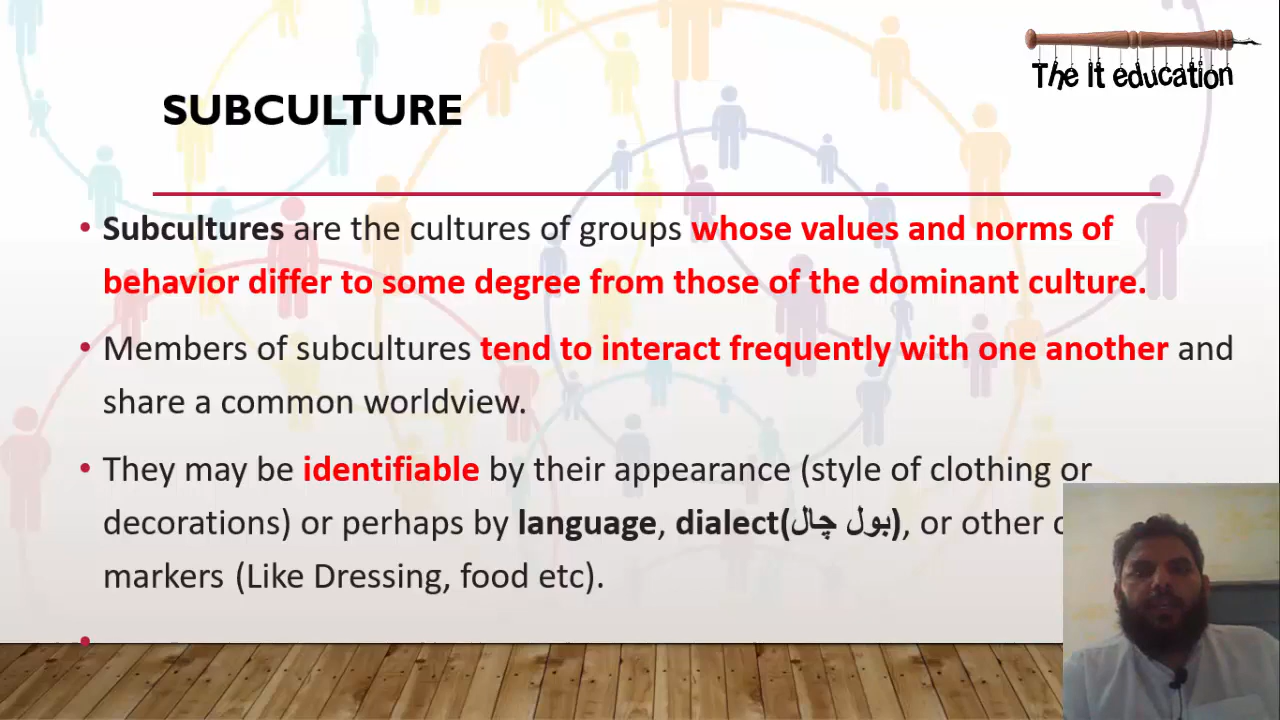 The It education
SUBCULTURE
• Subcultures are the cultures of groups whose values and norms of
behavior differ to some degree from those of the dominant culture.
• Members of subcultures tend to interact frequently with one another and
share a common worldview.
• They may be identifiable by their appearance (style of clothing or
decorations) or perhaps by language, dialect(بول چال), or other
markers (Like Dressing, food etc).
•